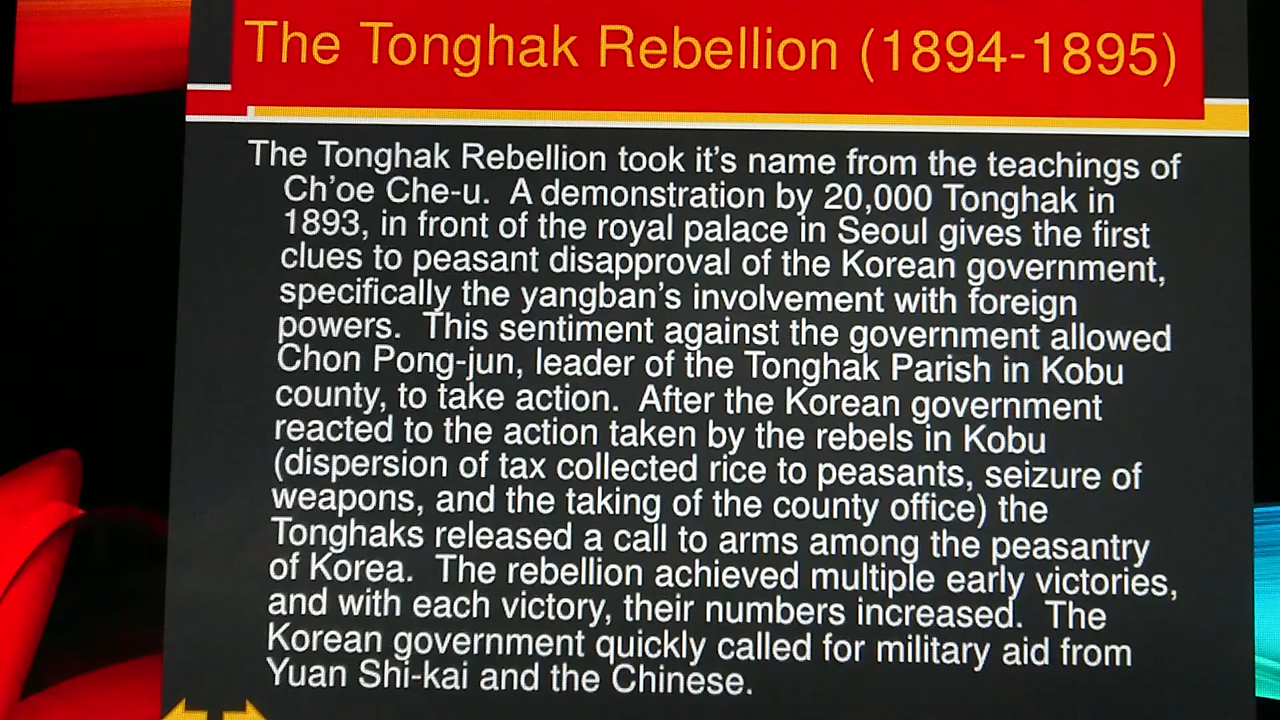 The Tonghak Rebellion (1894-1895)
The Tonghak Rebellion took it's name from the teachings of
Ch'oe Che-u.  A demonstration by 20,000 Tonghak in
1893, in front of the royal palace in Seoul gives the first
clues to peasant disapproval of the Korean government,
specifically the yangban's involvement with foreign
powers.  This sentiment against the government allowed
Chon Pong-jun, leader of the Tonghak Parish in Kobu
county, to take action.  After the Korean government
reacted to the action taken by the rebels in Kobu
(dispersion of tax collected rice to peasants, seizure of
weapons, and the taking of the county office) the
Tonghaks released a call to arms among the peasantry
of Korea.  The rebellion achieved multiple early victories,
and with each victory, their numbers increased.  The
Korean government quickly called for military aid from
Yuan Shi-kai and the Chinese.